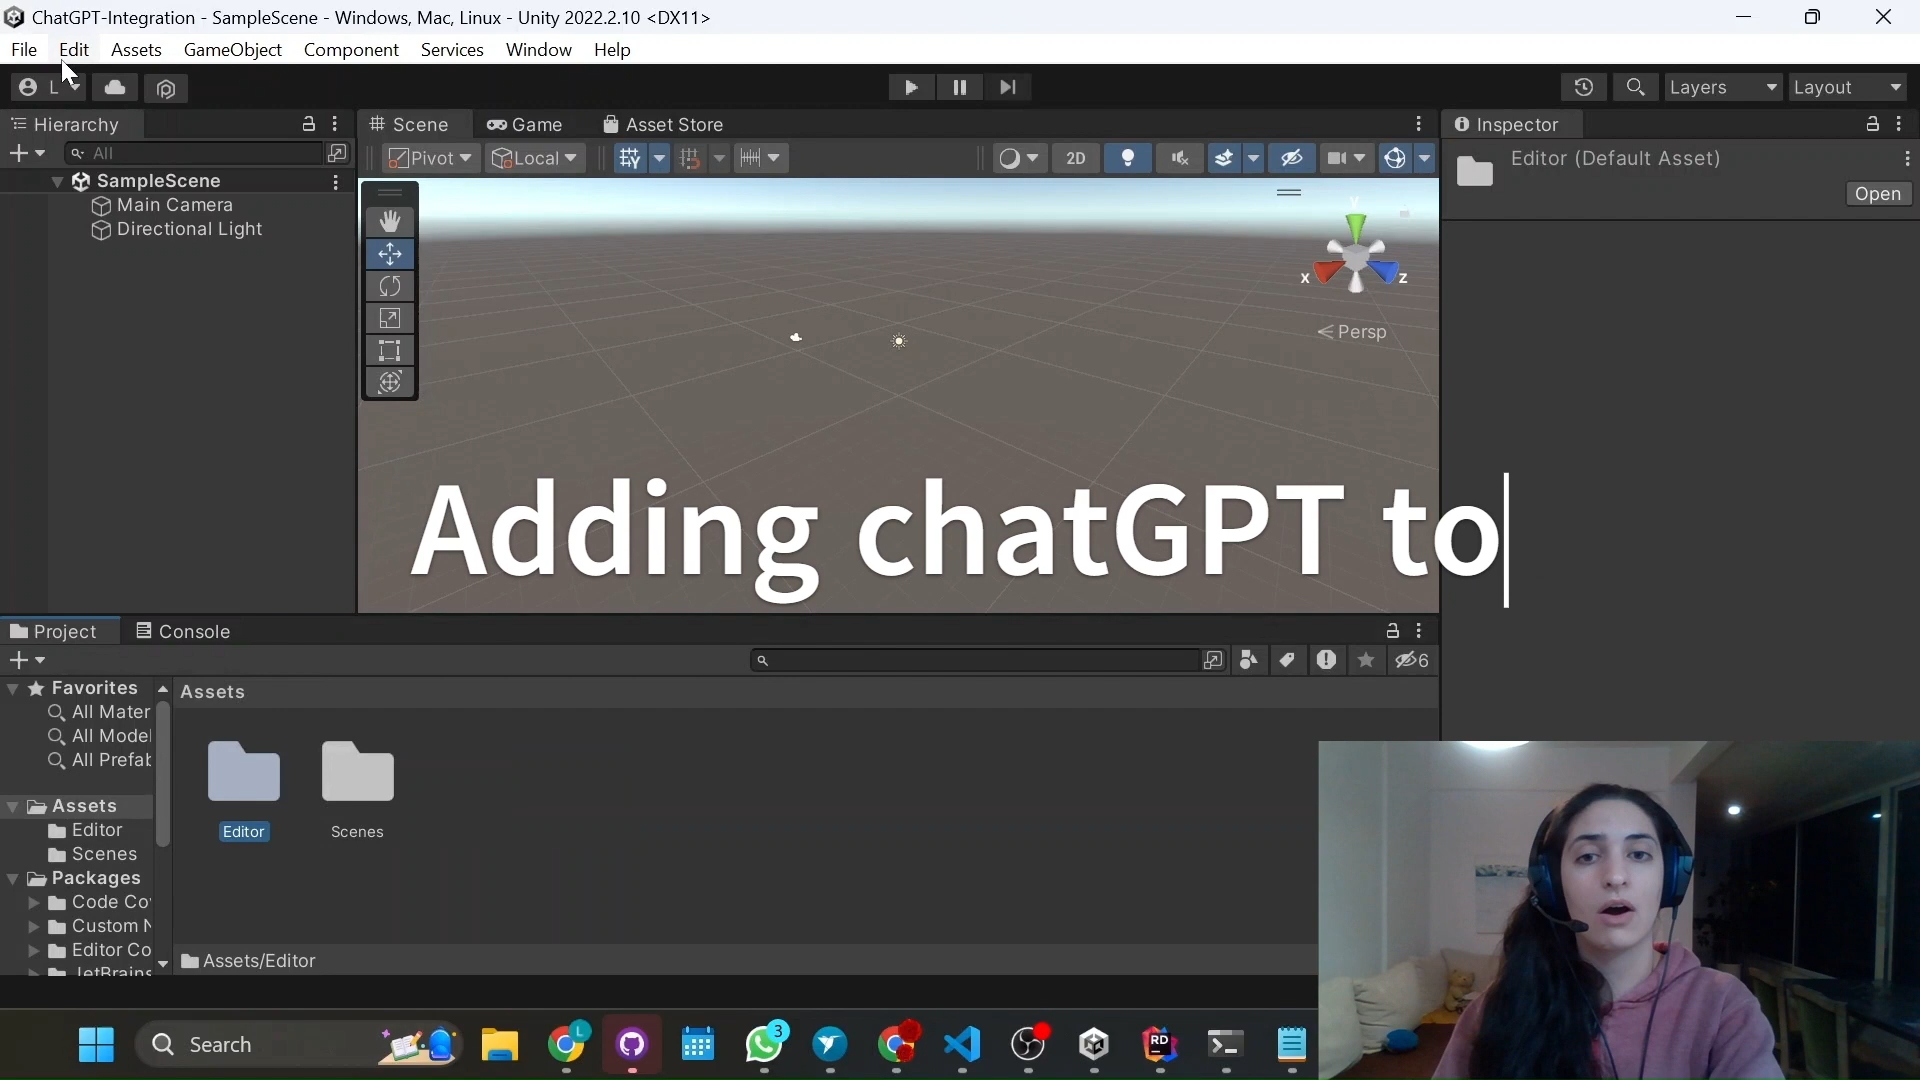 ChatGPT-Integration - SampleScene - Windows, Mac, Linux - Unity 2022.2.10 <DX11>
File Edit Assets GameObject Component Services Window Help
L
Layers Layout
Hierarchy
Scene Game Asset Store
Inspector
All
Pivot Local
2D
Editor (Default Asset)
Open
SampleScene
Main Camera
Directional Light
y
x
z
Persp
Adding chatGPT to
Project Console
6
Favorites
All Mater
All Model
All Prefab
Assets
Editor
Scenes
Packages
Code Co
Custom N
Editor Co
JetBrains
Assets
Editor
Scenes
Assets/Editor
Search
L
3
RD